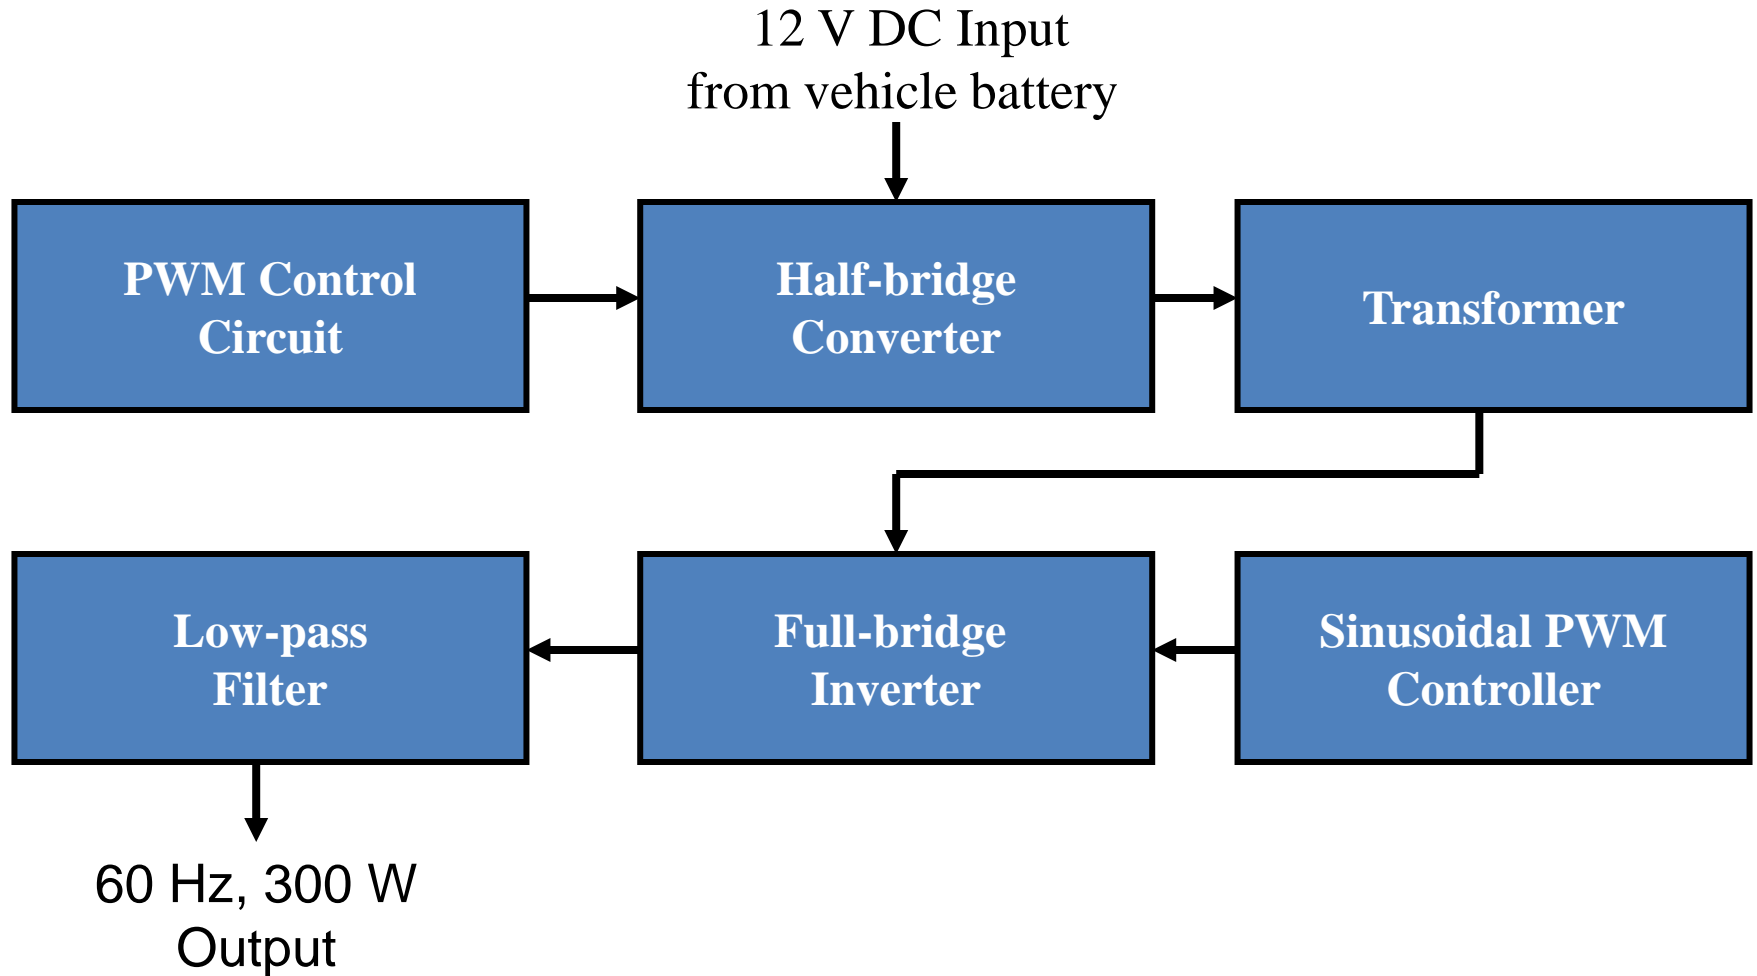 12 V DC Input
from vehicle battery
PWM Control
Circuit
Half-bridge
Converter
Transformer
Low-pass
Filter
Full-bridge
Inverter
Sinusoidal PWM
Controller
60 Hz, 300 W
Output